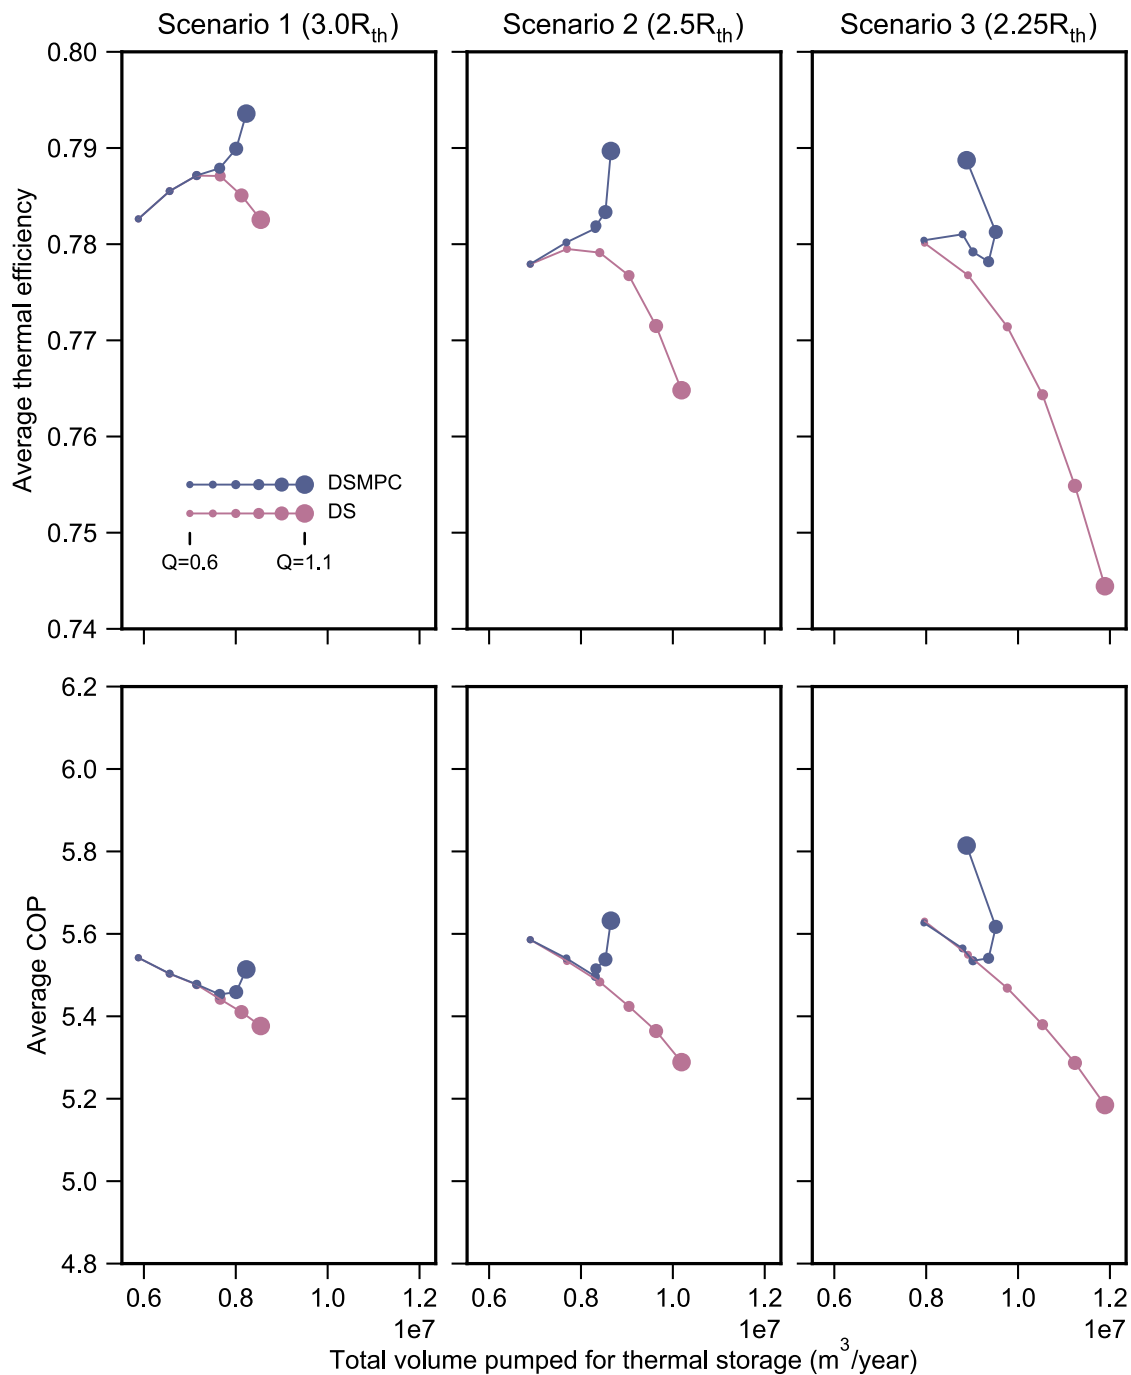 Scenario 1 (3.0R_th)
Scenario 2 (2.5R_th)
Scenario 3 (2.25R_th)
Average thermal efficiency
0.80
0.79
0.78
0.77
0.76
0.75
0.74
DSMPC
DS
Q=0.6
Q=1.1
Average COP
6.2
6.0
5.8
5.6
5.4
5.2
5.0
4.8
0.6 0.8 1.0 1.2
1e7
0.6 0.8 1.0 1.2
1e7
0.6 0.8 1.0 1.2
1e7
Total volume pumped for thermal storage (m³/year)